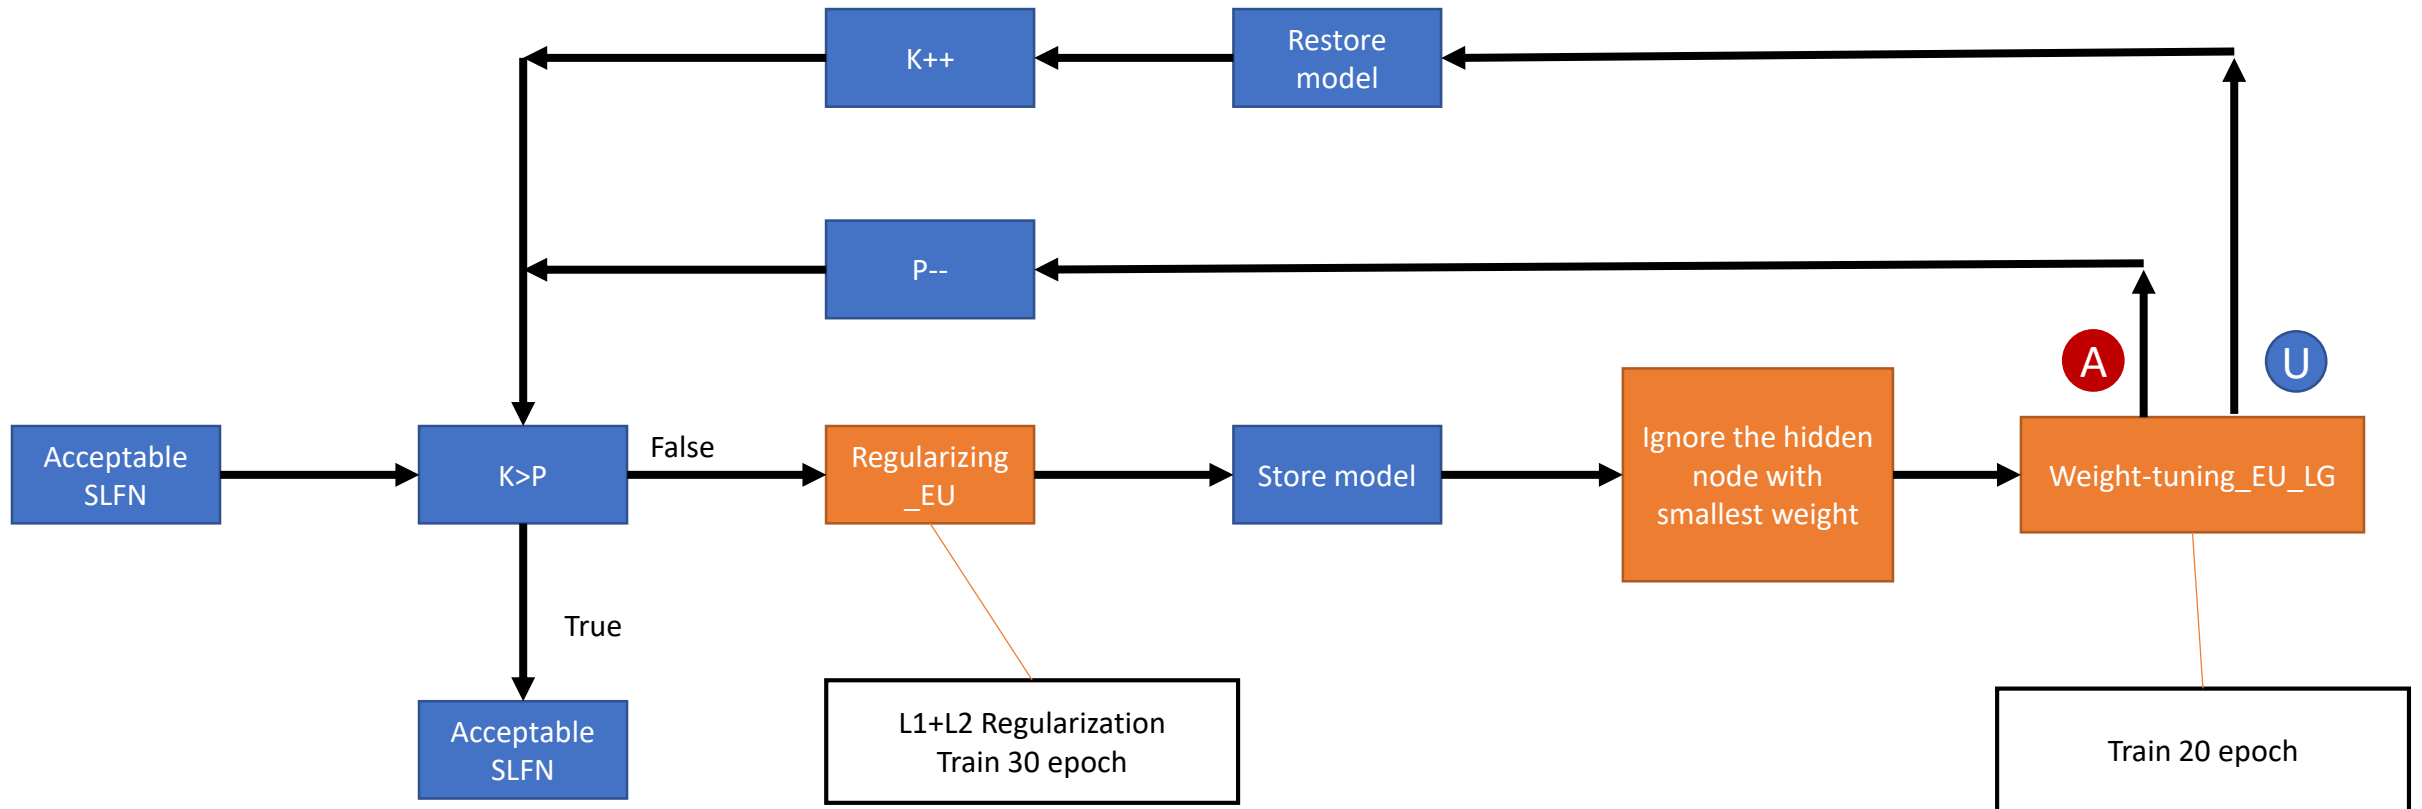 K++
Restore
model
P--
A
U
Acceptable
SLFN
K>P
False
Regularizing
_EU
Store model
Ignore the hidden
node with
smallest weight
Weight-tuning_EU_LG
True
Acceptable
SLFN
L1+L2 Regularization
Train 30 epoch
Train 20 epoch